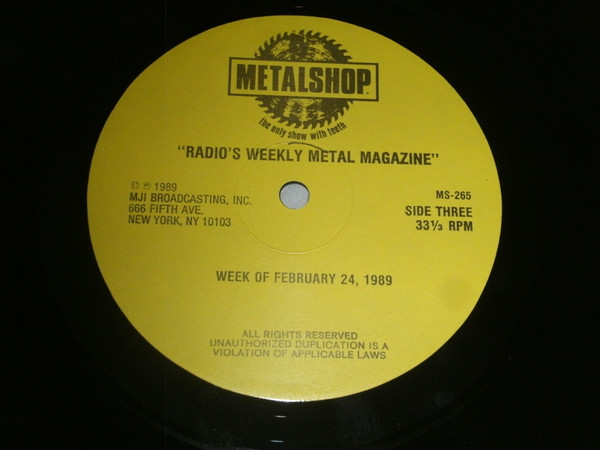 METALSHOP
The only show with teeth
"RADIO'S WEEKLY METAL MAGAZINE"
© ℗ 1989
MJI BROADCASTING, INC.
666 FIFTH AVE.
NEW YORK, NY 10103
MS-265
SIDE THREE
33⅓ RPM
WEEK OF FEBRUARY 24, 1989
ALL RIGHTS RESERVED
UNAUTHORIZED DUPLICATION IS A
VIOLATION OF APPLICABLE LAWS